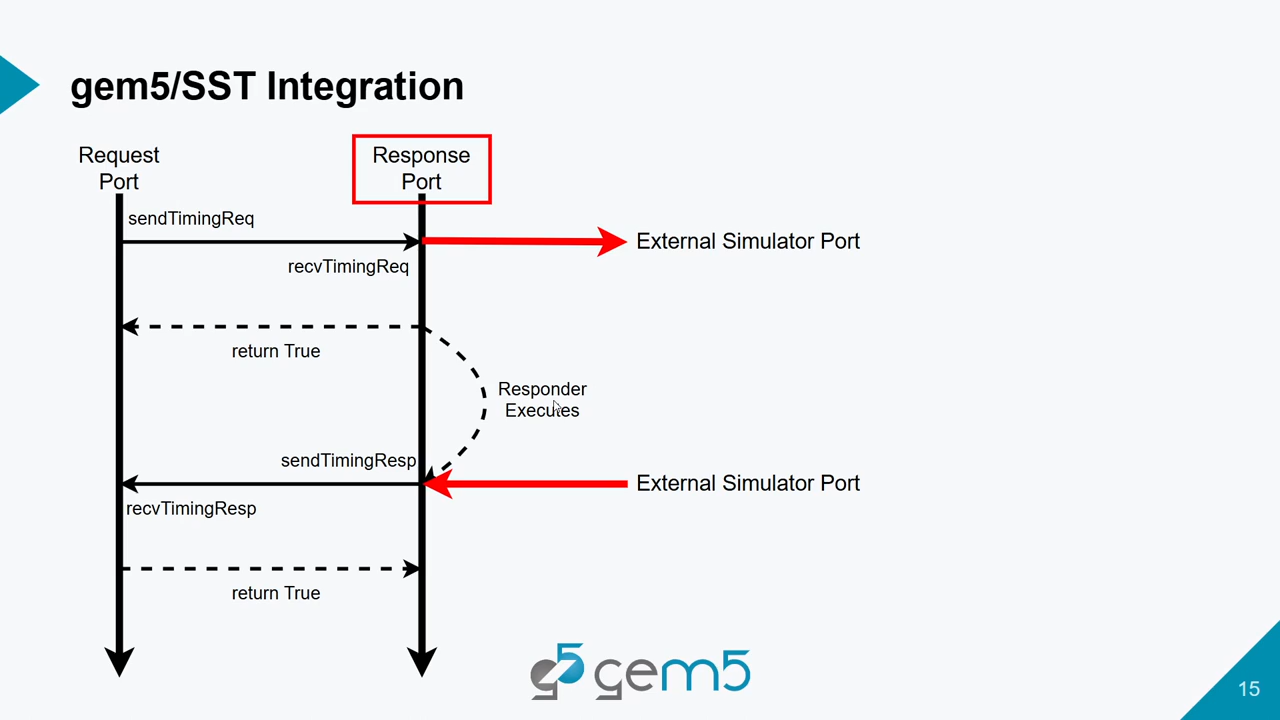 gem5/SST Integration
Request
Port
Response
Port
sendTimingReq
External Simulator Port
recvTimingReq
return True
Responder
Executes
sendTimingResp
External Simulator Port
recvTimingResp
return True
g5 gem5
15